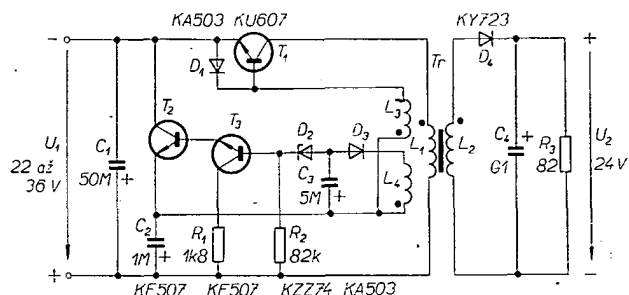 KA503 KU607 KY723
− + 
D₁ T₁ Tr D₄
T₂ T₃ L₃
D₂ D₃ L₁ L₂ C₄ + R₃ U₂
U₁ C₁ G1 82 24V
22 až
36 V
50M + C₃ L₄
5M +
C₂ R₁ R₂
1M + 1k8 82k
+ −
KF507 KF507 KZZ74 KA503